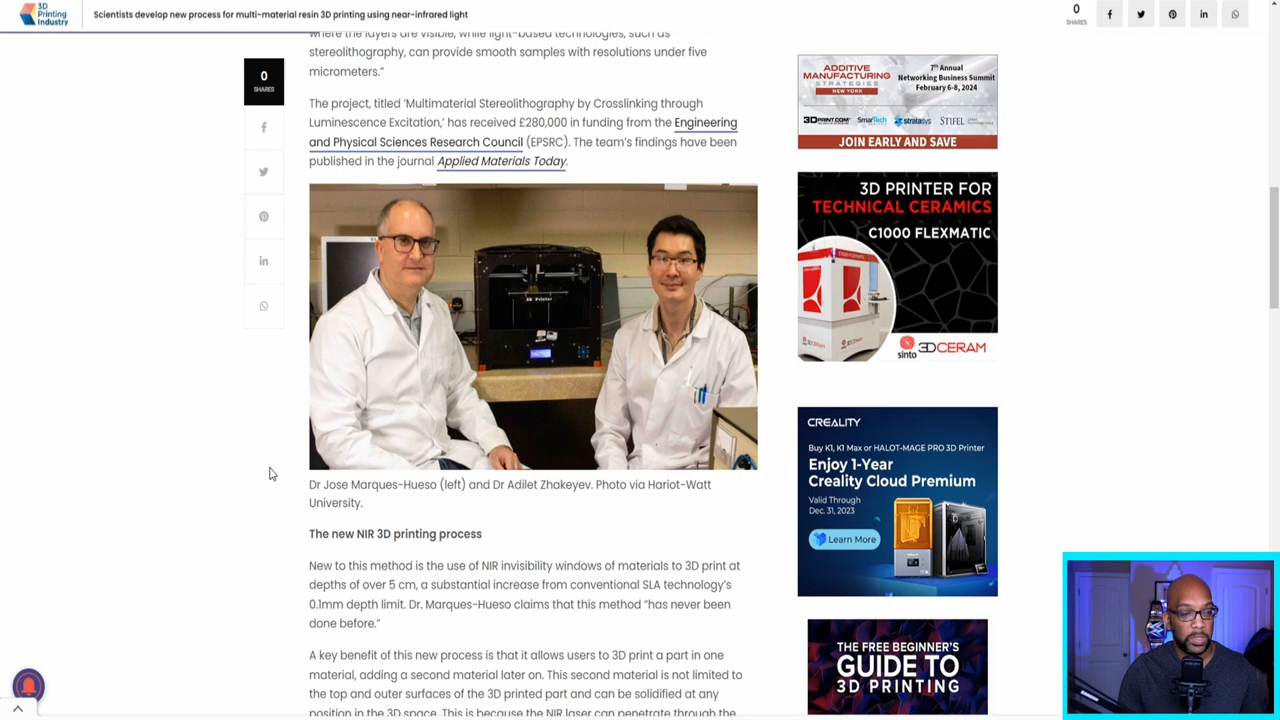 3D
Printing
Industry
Scientists develop new process for multi-material resin 3D printing using near-infrared light
0
SHARES
0
SHARES
where the layers are visible, while light-based technologies, such as
stereolithography, can provide smooth samples with resolutions under five
micrometers."
The project, titled 'Multimaterial Stereolithography by Crosslinking through
Luminescence Excitation,' has received £280,000 in funding from the Engineering
and Physical Sciences Research Council (EPSRC). The team's findings have been
published in the journal Applied Materials Today.
3D Printer
Dr Jose Marques-Hueso (left) and Dr Adilet Zhakeyev. Photo via Hariot-Watt
University.
The new NIR 3D printing process
New to this method is the use of NIR invisibility windows of materials to 3D print at
depths of over 5 cm, a substantial increase from conventional SLA technology's
0.1mm depth limit. Dr. Marques-Hueso claims that this method "has never been
done before."
A key benefit of this new process is that it allows users to 3D print a part in one
material, adding a second material later on. This second material is not limited to
the top and outer surfaces of the 3D printed part and can be solidified at any
position in the 3D space. This is because the NIR laser can penetrate through the
ADDITIVE
MANUFACTURING
STRATEGIES
NEW YORK
7th Annual
Networking Business Summit
February 6-8, 2024
3DPRINT.COM
SmarTech
stratasys
STIFEL
JOIN EARLY AND SAVE
3D PRINTER FOR
TECHNICAL CERAMICS
C1000 FLEXMATIC
sinto 3DCERAM
CREALITY
Buy K1, K1 Max or HALOT-MAGE PRO 3D Printer
Enjoy 1-Year
Creality Cloud Premium
Valid Through
Dec. 31, 2023
Learn More
THE FREE BEGINNER'S
GUIDE TO
3D PRINTING